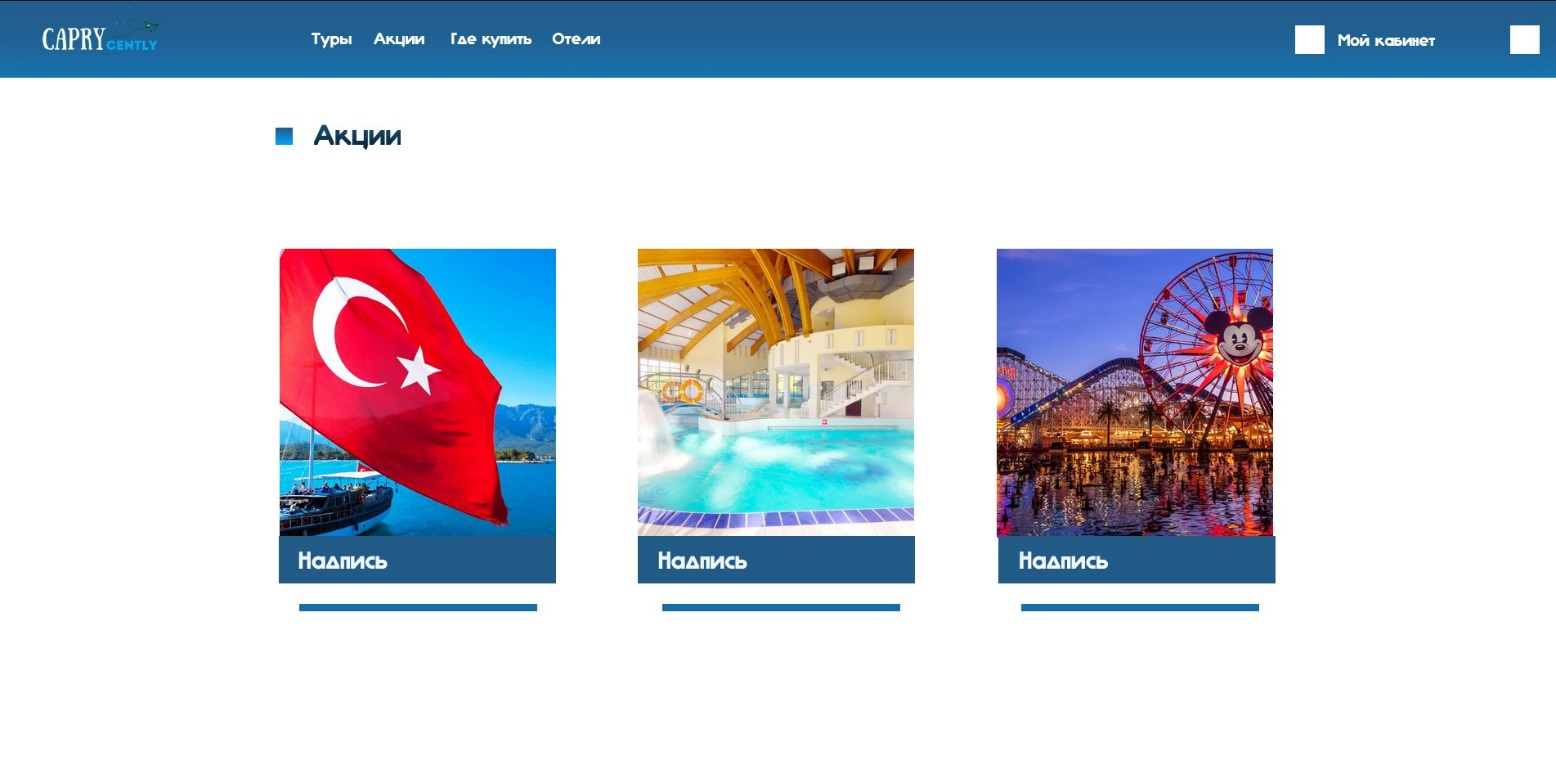 CAPRY CENTLY
Туры Акции Где купить Отели Мой кабинет
Акции
Надпись Надпись Надпись